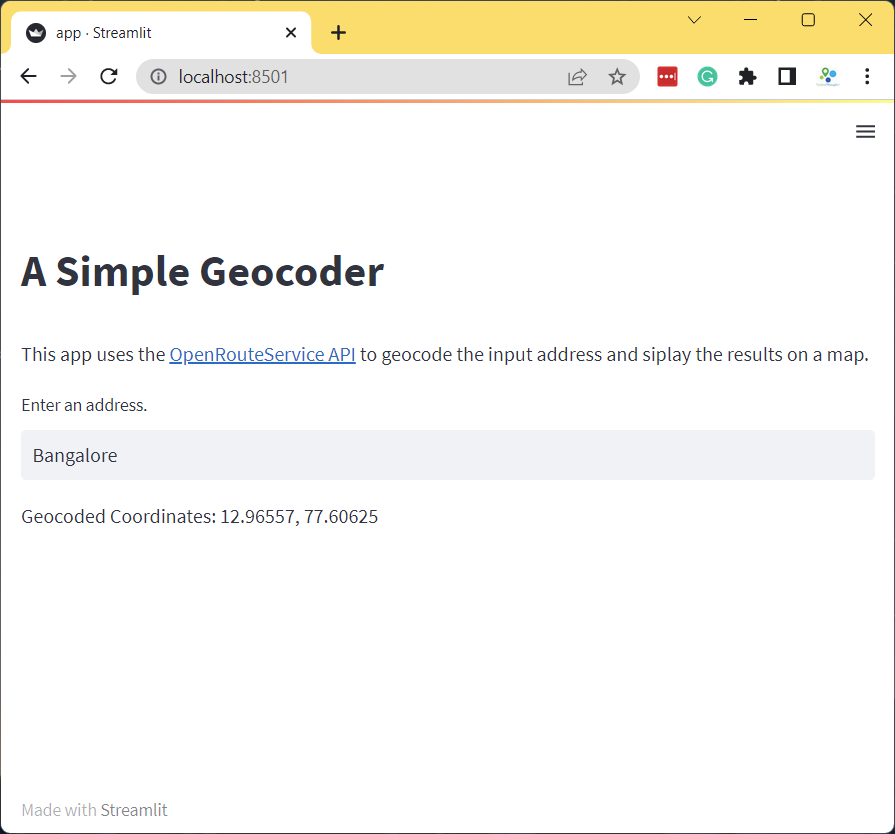 app · Streamlit
localhost:8501
A Simple Geocoder
This app uses the OpenRouteService API to geocode the input address and siplay the results on a map.
Enter an address.
Bangalore
Geocoded Coordinates: 12.96557, 77.60625
Made with Streamlit